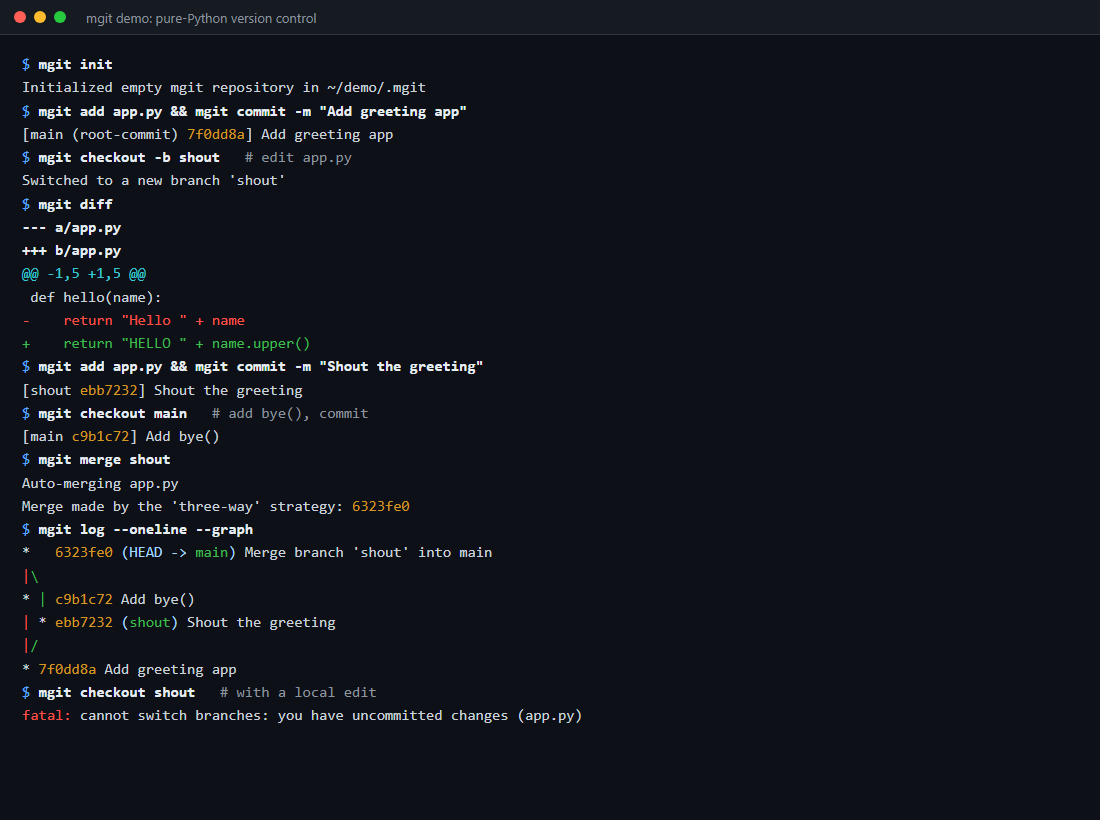 mgit demo: pure-Python version control
$ mgit init
Initialized empty mgit repository in ~/demo/.mgit
$ mgit add app.py && mgit commit -m "Add greeting app"
[main (root-commit) 7f0dd8a] Add greeting app
$ mgit checkout -b shout   # edit app.py
Switched to a new branch 'shout'
$ mgit diff
--- a/app.py
+++ b/app.py
@@ -1,5 +1,5 @@
 def hello(name):
-    return "Hello " + name
+    return "HELLO " + name.upper()
$ mgit add app.py && mgit commit -m "Shout the greeting"
[shout ebb7232] Shout the greeting
$ mgit checkout main   # add bye(), commit
[main c9b1c72] Add bye()
$ mgit merge shout
Auto-merging app.py
Merge made by the 'three-way' strategy: 6323fe0
$ mgit log --oneline --graph
*   6323fe0 (HEAD -> main) Merge branch 'shout' into main
|\
* | c9b1c72 Add bye()
| * ebb7232 (shout) Shout the greeting
|/
* 7f0dd8a Add greeting app
$ mgit checkout shout   # with a local edit
fatal: cannot switch branches: you have uncommitted changes (app.py)